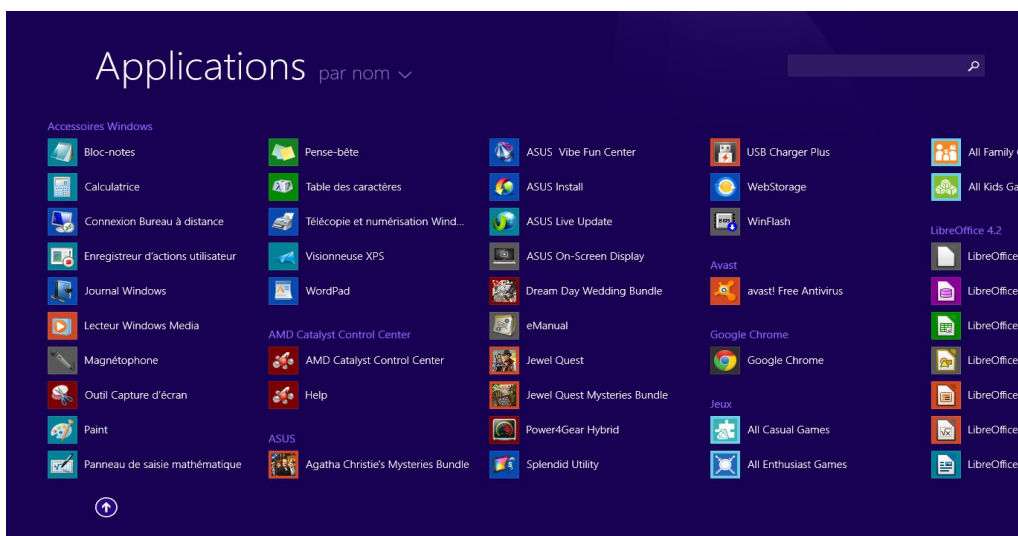 Applications par nom
Accessoires Windows
Bloc-notes
Calculatrice
Connexion Bureau à distance
Enregistreur d'actions utilisateur
Journal Windows
Lecteur Windows Media
Magnétophone
Outil Capture d'écran
Paint
Panneau de saisie mathématique
Pense-bête
Table des caractères
Télécopie et numérisation Wind...
Visionneuse XPS
WordPad
AMD Catalyst Control Center
AMD Catalyst Control Center
Help
ASUS
Agatha Christie's Mysteries Bundle
ASUS Vibe Fun Center
ASUS Install
ASUS Live Update
ASUS On-Screen Display
Dream Day Wedding Bundle
eManual
Jewel Quest
Jewel Quest Mysteries Bundle
Power4Gear Hybrid
Splendid Utility
USB Charger Plus
WebStorage
WinFlash
Avast
avast! Free Antivirus
Google Chrome
Google Chrome
Jeux
All Casual Games
All Enthusiast Games
All Family
All Kids Ga
LibreOffice 4.2
LibreOffice
LibreOffice
LibreOffice
LibreOffice
LibreOffice
LibreOffice
LibreOffice